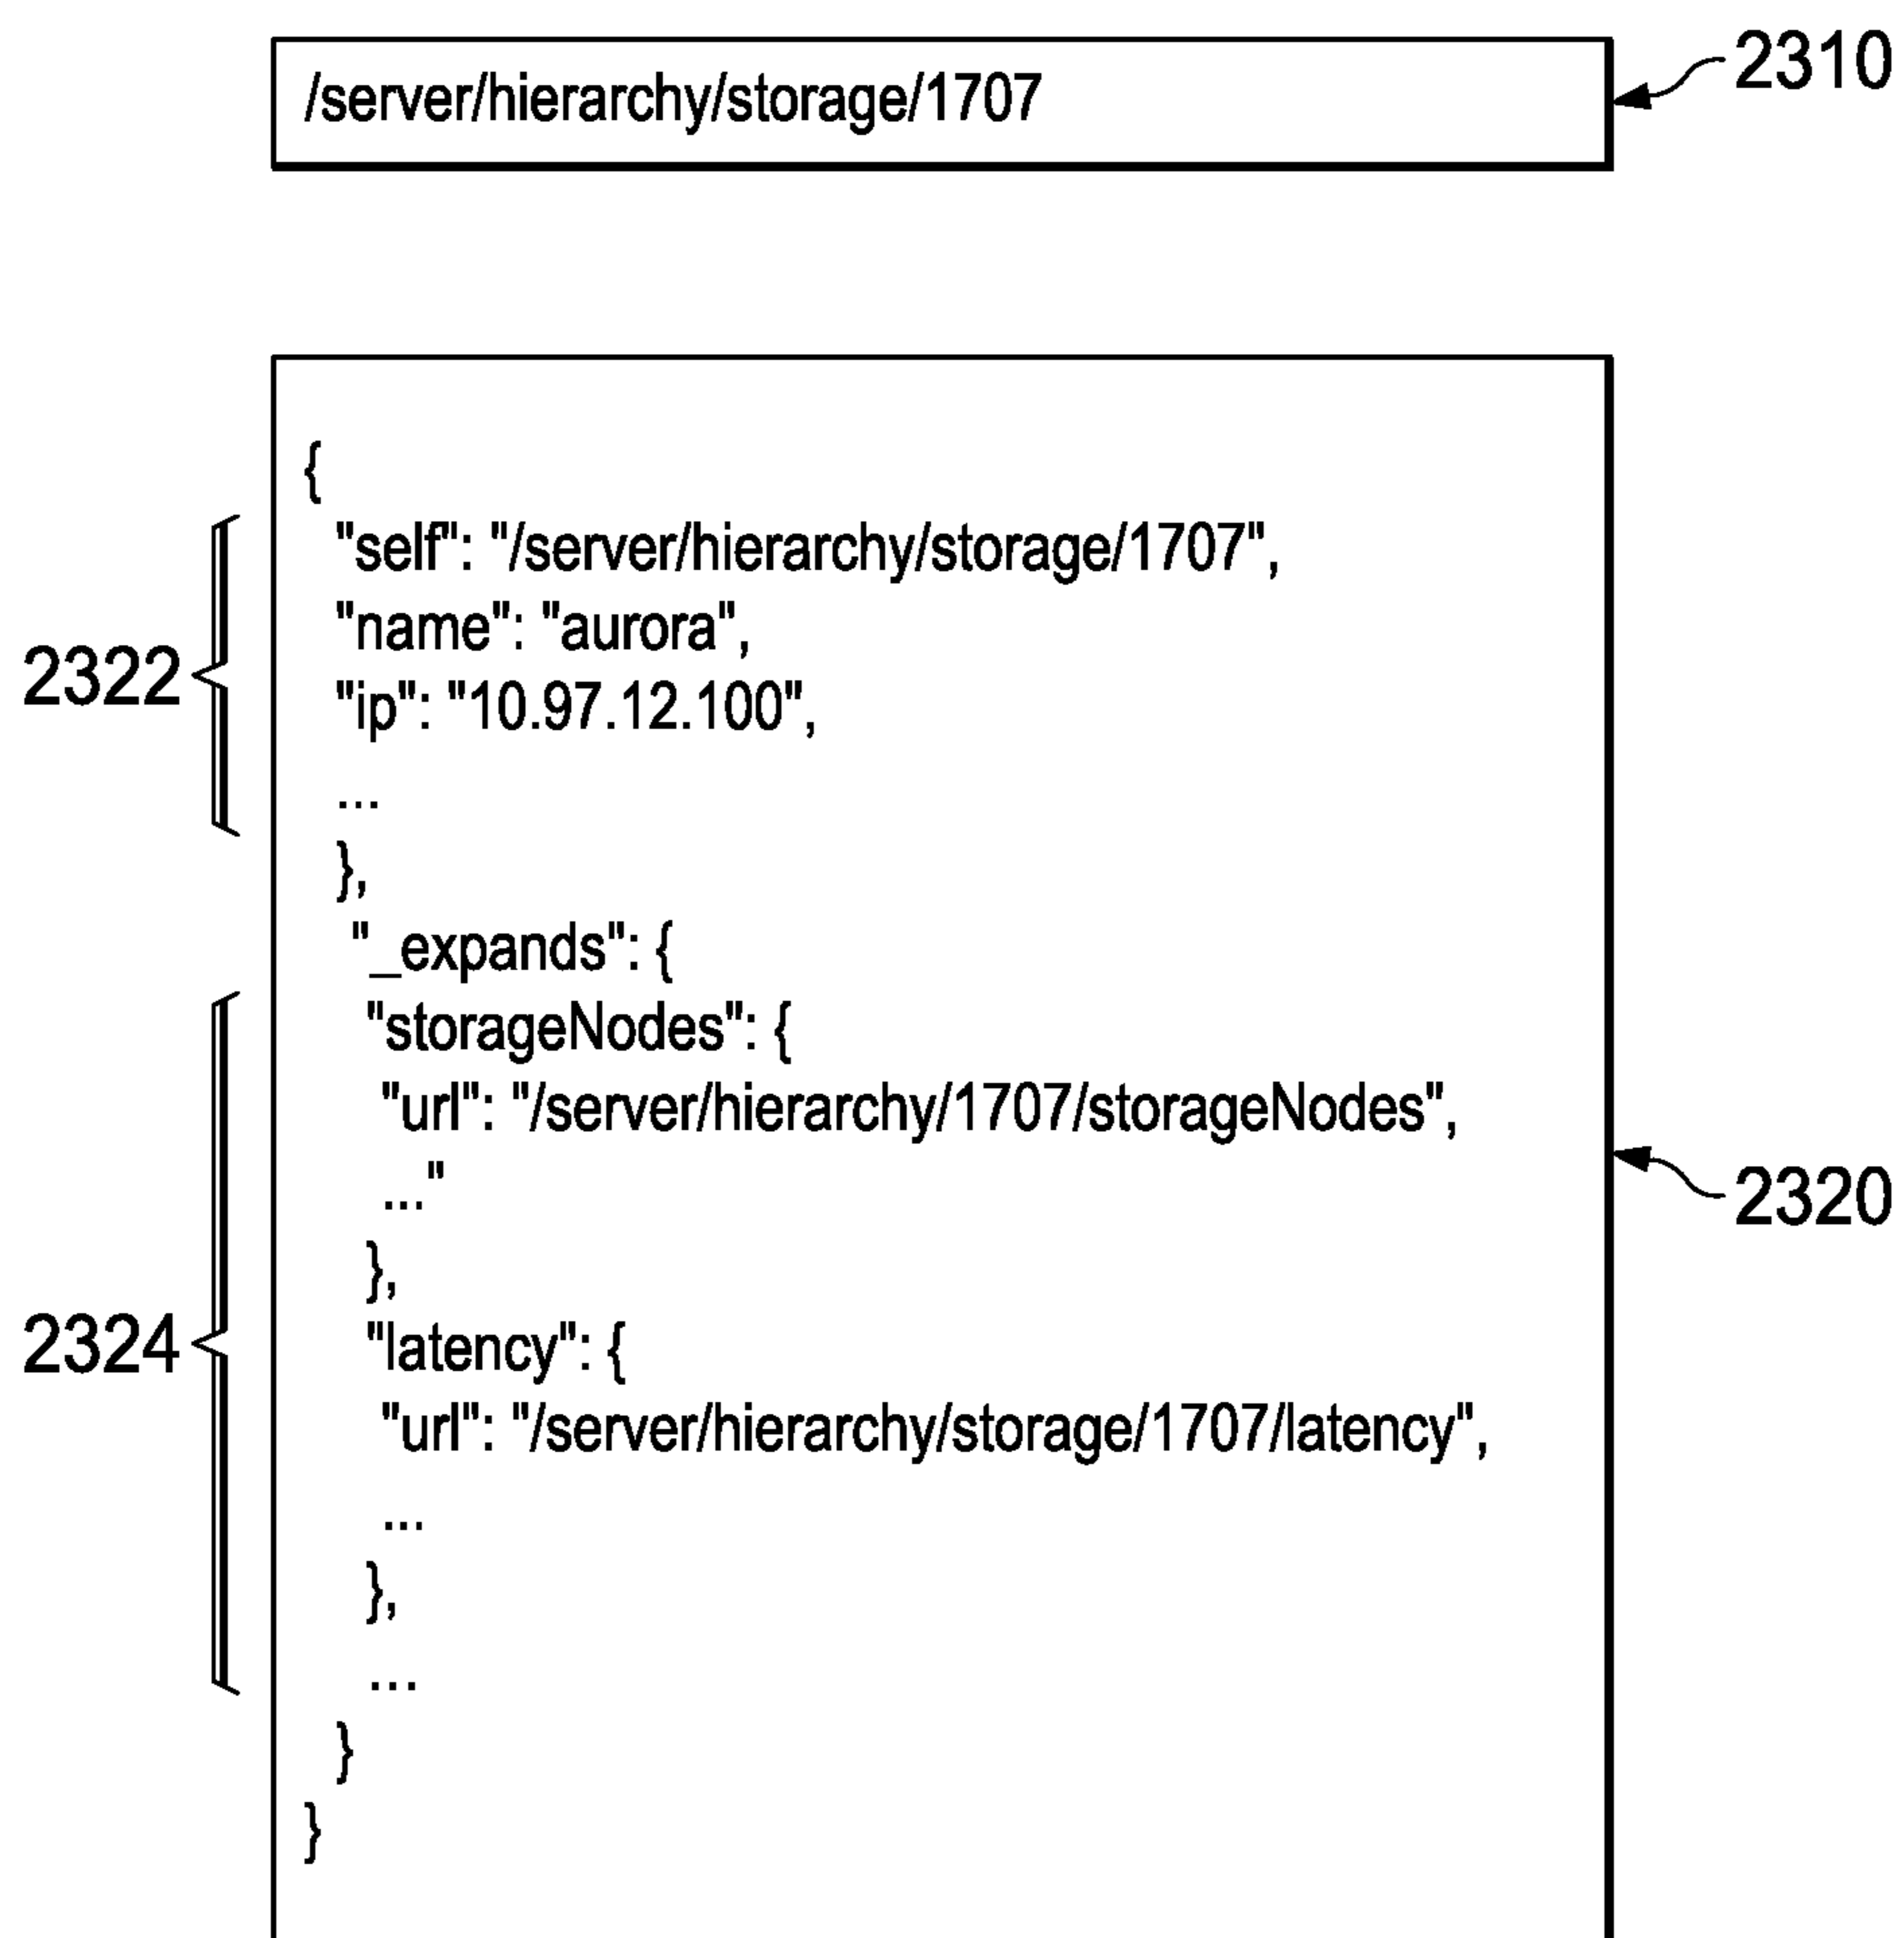 /server/hierarchy/storage/1707
2310
{
"self": "/server/hierarchy/storage/1707",
"name": "aurora",
2322
"ip": "10.97.12.100",
...
},
"_expands": {
"storageNodes": {
"url": "/server/hierarchy/1707/storageNodes",
..."
2320
},
2324
"latency": {
"url": "/server/hierarchy/storage/1707/latency",
...
},
...
}
}